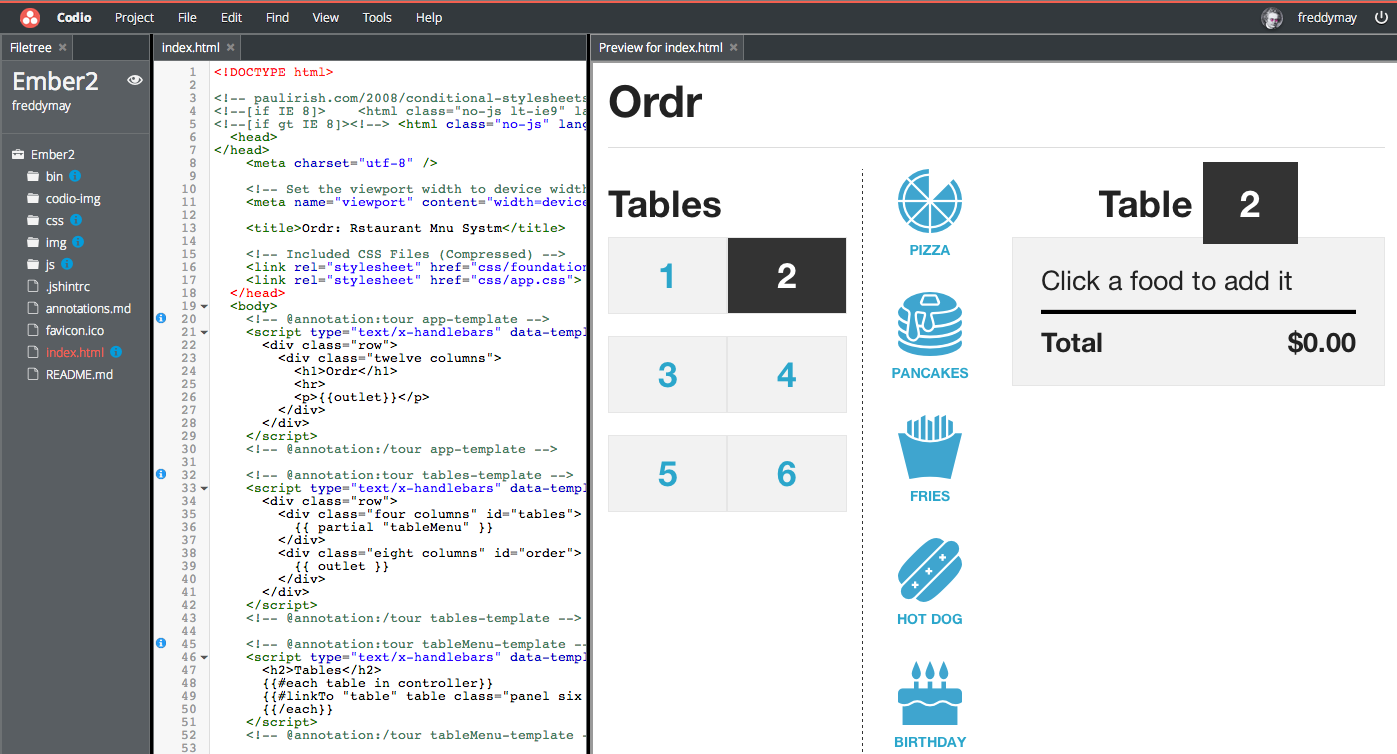 Codio Project File Edit Find View Tools Help freddymay
Filetree × index.html × Preview for index.html ×
Ember2
freddymay
Ember2
bin
codio-img
css
img
js
.jshintrc
annotations.md
favicon.ico
index.html
README.md
1 <!DOCTYPE html>
2
3 <!-- paulirish.com/2008/conditional-stylesheets
4 <!--[if IE 8]> <html class="no-js lt-ie9" la
5 <!--[if gt IE 8]><!--> <html class="no-js" lang
6 <head>
7 </head>
8 <meta charset="utf-8" />
9
10 <!-- Set the viewport width to device width
11 <meta name="viewport" content="width=device
12
13 <title>Ordr: Rstaurant Mnu Systm</title>
14
15 <!-- Included CSS Files (Compressed) -->
16 <link rel="stylesheet" href="css/foundation
17 <link rel="stylesheet" href="css/app.css">
18 </head>
19 <body>
20 <!-- @annotation:tour app-template -->
21 <script type="text/x-handlebars" data-templ
22 <div class="row">
23 <div class="twelve columns">
24 <h1>Ordr</h1>
25 <hr>
26 <p>{{outlet}}</p>
27 </div>
28 </div>
29 </script>
30 <!-- @annotation:/tour app-template -->
31
32 <!-- @annotation:tour tables-template -->
33 <script type="text/x-handlebars" data-templ
34 <div class="row">
35 <div class="four columns" id="tables">
36 {{ partial "tableMenu" }}
37 </div>
38 <div class="eight columns" id="order">
39 {{ outlet }}
40 </div>
41 </div>
42 </script>
43 <!-- @annotation:/tour tables-template -->
44
45 <!-- @annotation:tour tableMenu-template -
46 <script type="text/x-handlebars" data-templ
47 <h2>Tables</h2>
48 {{#each table in controller}}
49 {{#linkTo "table" table class="panel six
50 {{/each}}
51 </script>
52 <!-- @annotation:/tour tableMenu-template
53
Ordr
Tables
1 2
3 4
5 6
PIZZA
PANCAKES
FRIES
HOT DOG
BIRTHDAY
Table 2
Click a food to add it
Total $0.00